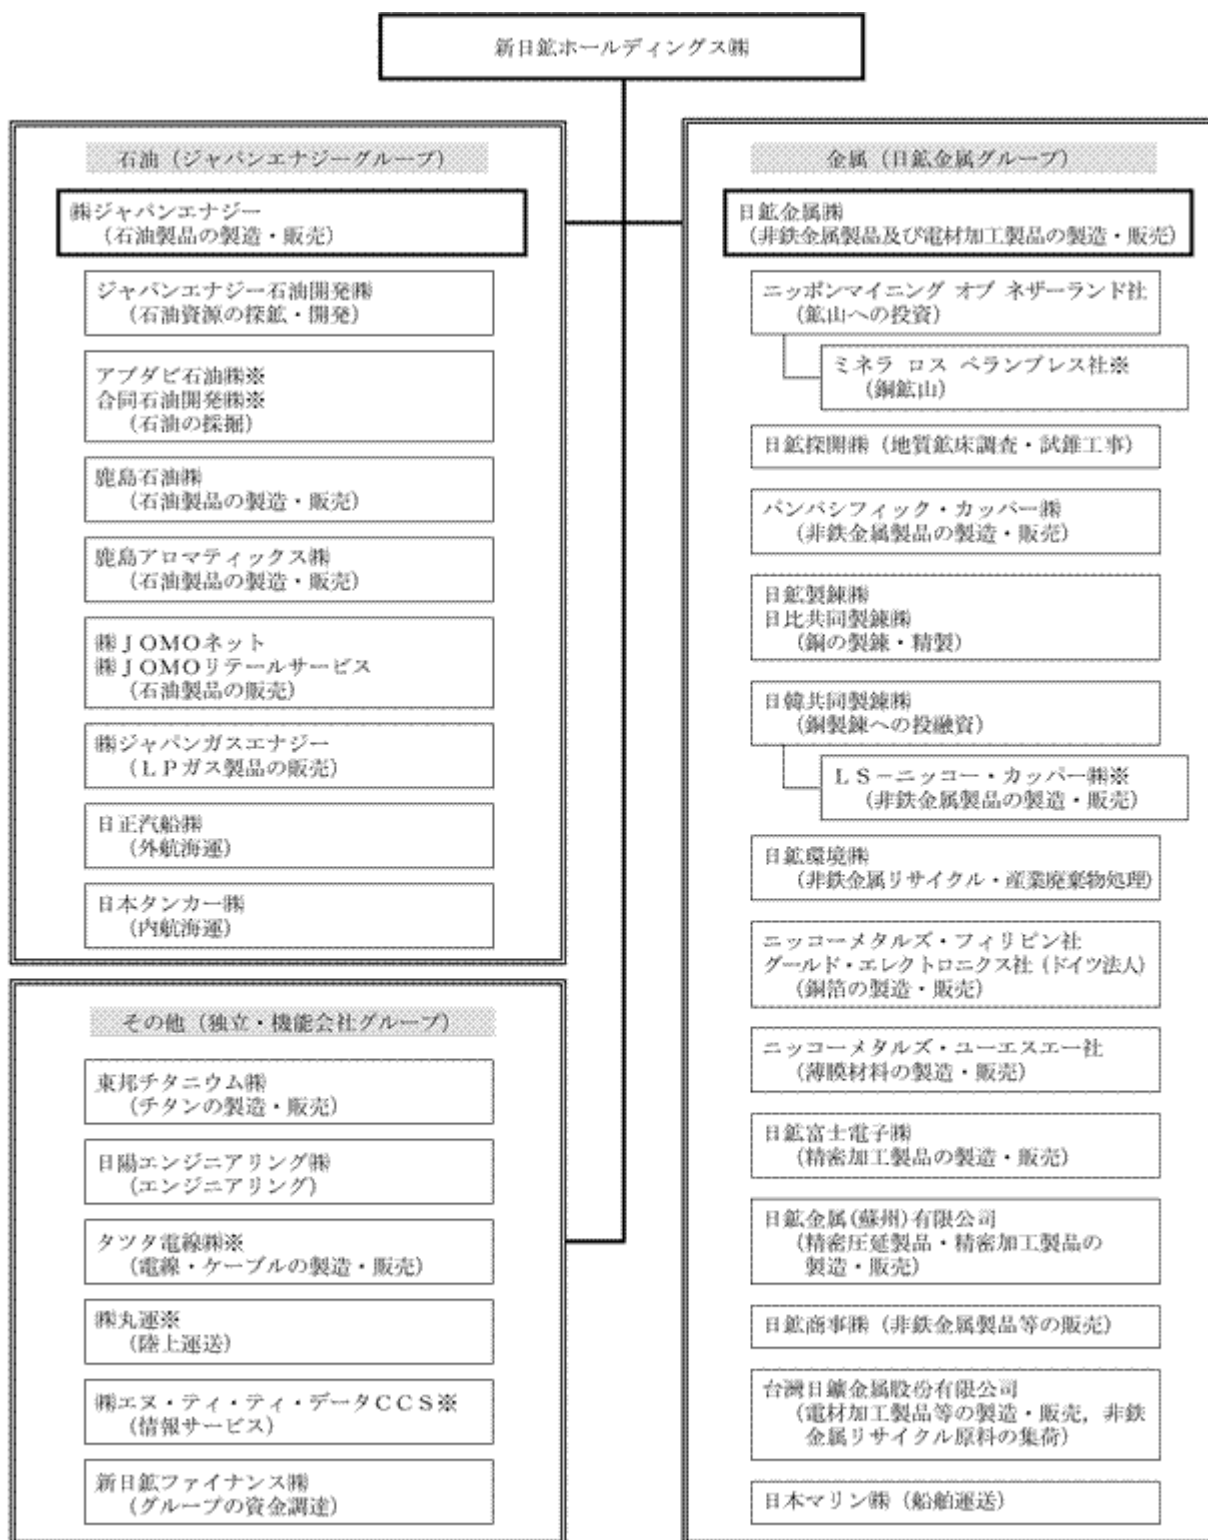 新日鉱ホールディングス㈱
石油（ジャパンエナジーグループ）
㈱ジャパンエナジー
（石油製品の製造・販売）
ジャパンエナジー石油開発㈱
（石油資源の探鉱・開発）
アブダビ石油㈱※
合同石油開発㈱※
（石油の採掘）
鹿島石油㈱
（石油製品の製造・販売）
鹿島アロマティックス㈱
（石油製品の製造・販売）
㈱ＪＯＭＯネット
㈱ＪＯＭＯリテールサービス
（石油製品の販売）
㈱ジャパンガスエナジー
（ＬＰガス製品の販売）
日正汽船㈱
（外航海運）
日本タンカー㈱
（内航海運）
その他（独立・機能会社グループ）
東邦チタニウム㈱
（チタンの製造・販売）
日陽エンジニアリング㈱
（エンジニアリング）
タツタ電線㈱※
（電線・ケーブルの製造・販売）
㈱丸運※
（陸上運送）
㈱エヌ・ティ・ティ・データＣＣＳ※
（情報サービス）
新日鉱ファイナンス㈱
（グループの資金調達）
金属（日鉱金属グループ）
日鉱金属㈱
（非鉄金属製品及び電材加工製品の製造・販売）
ニッポンマイニング オブ ネザーランド社
（鉱山への投資）
ミネラ ロス ペランブレス社※
（銅鉱山）
日鉱探開㈱（地質鉱床調査・試錐工事）
パンパシフィック・カッパー㈱
（非鉄金属製品の製造・販売）
日鉱製錬㈱
日比共同製錬㈱
（銅の製錬・精製）
日韓共同製錬㈱
（銅製錬への投融資）
ＬＳ－ニッコー・カッパー㈱※
（非鉄金属製品の製造・販売）
日鉱環境㈱
（非鉄金属リサイクル・産業廃棄物処理）
ニッコーメタルズ・フィリピン社
グールド・エレクトロニクス社（ドイツ法人）
（銅箔の製造・販売）
ニッコーメタルズ・ユーエスエー社
（薄膜材料の製造・販売）
日鉱富士電子㈱
（精密加工製品の製造・販売）
日鉱金属(蘇州)有限公司
（精密圧延製品・精密加工製品の
製造・販売）
日鉱商事㈱（非鉄金属製品等の販売）
台灣日鑛金属股份有限公司
（電材加工製品等の製造・販売，非鉄
金属リサイクル原料の集荷）
日本マリン㈱（船舶運送）